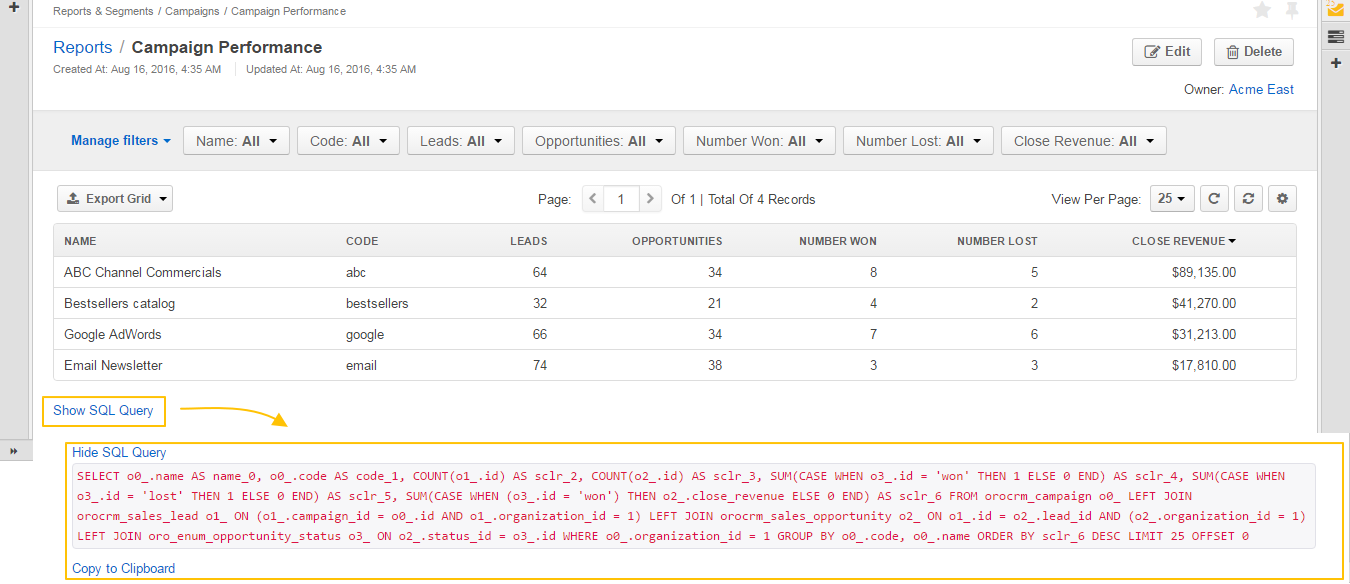 Reports & Segments / Campaigns / Campaign Performance
Reports / Campaign Performance
Edit
Delete
Created At: Aug 16, 2016, 4:35 AM Updated At: Aug 16, 2016, 4:35 AM
Owner: Acme East
Manage filters Name: All Code: All Leads: All Opportunities: All Number Won: All Number Lost: All Close Revenue: All
Export Grid Page: 1 Of 1 | Total Of 4 Records View Per Page: 25
NAME CODE LEADS OPPORTUNITIES NUMBER WON NUMBER LOST CLOSE REVENUE
ABC Channel Commercials abc 64 34 8 5 $89,135.00
Bestsellers catalog bestsellers 32 21 4 2 $41,270.00
Google AdWords google 66 34 7 6 $31,213.00
Email Newsletter email 74 38 3 3 $17,810.00
Show SQL Query
Hide SQL Query
SELECT o0_.name AS name_0, o0_.code AS code_1, COUNT(o1_.id) AS sclr_2, COUNT(o2_.id) AS sclr_3, SUM(CASE WHEN o3_.id = 'won' THEN 1 ELSE 0 END) AS sclr_4, SUM(CASE WHEN
o3_.id = 'lost' THEN 1 ELSE 0 END) AS sclr_5, SUM(CASE WHEN (o3_.id = 'won') THEN o2_.close_revenue ELSE 0 END) AS sclr_6 FROM orocrm_campaign o0_ LEFT JOIN
orocrm_sales_lead o1_ ON (o1_.campaign_id = o0_.id AND o1_.organization_id = 1) LEFT JOIN orocrm_sales_opportunity o2_ ON o1_.id = o2_.lead_id AND (o2_.organization_id = 1)
LEFT JOIN oro_enum_opportunity_status o3_ ON o2_.status_id = o3_.id WHERE o0_.organization_id = 1 GROUP BY o0_.code, o0_.name ORDER BY sclr_6 DESC LIMIT 25 OFFSET 0
Copy to Clipboard